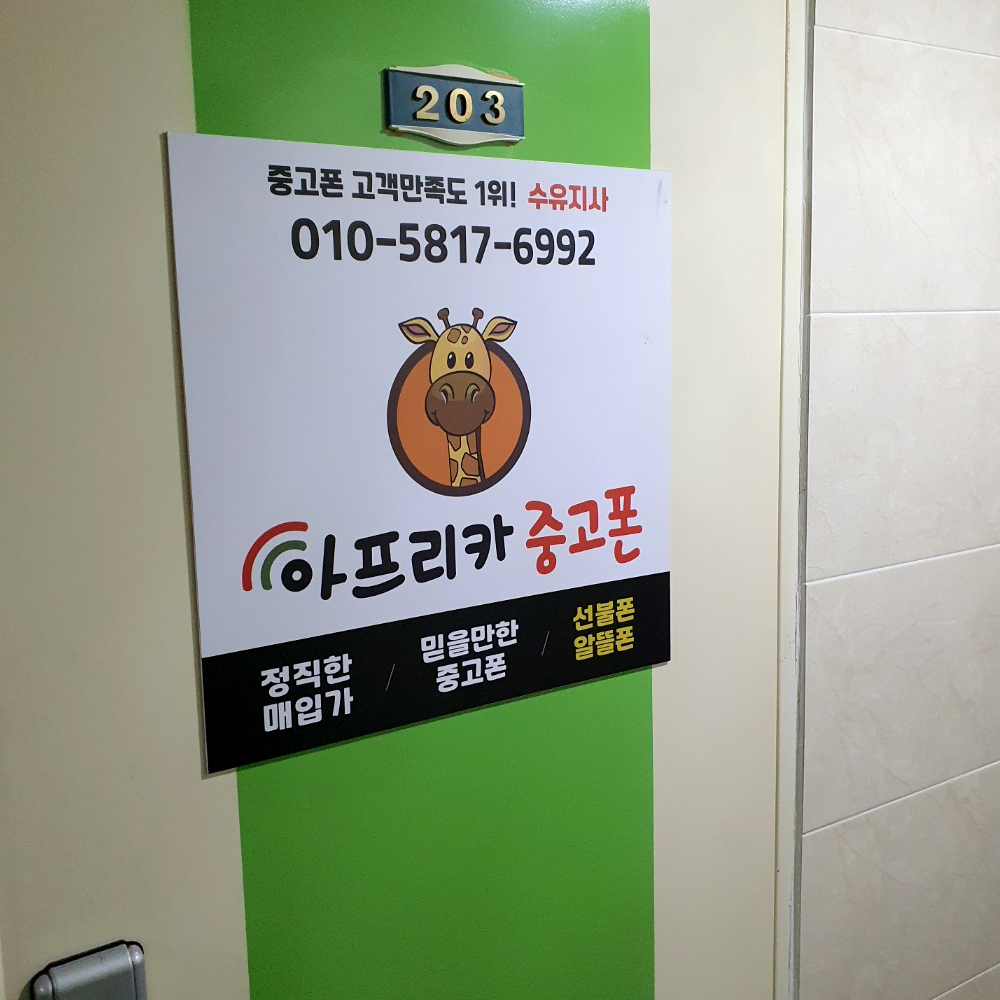 203
중고폰 고객만족도 1위! 수유지사
010-5817-6992
아프리카 중고폰
정직한
매입가
/
믿을만한
중고폰
/
선불폰
알뜰폰